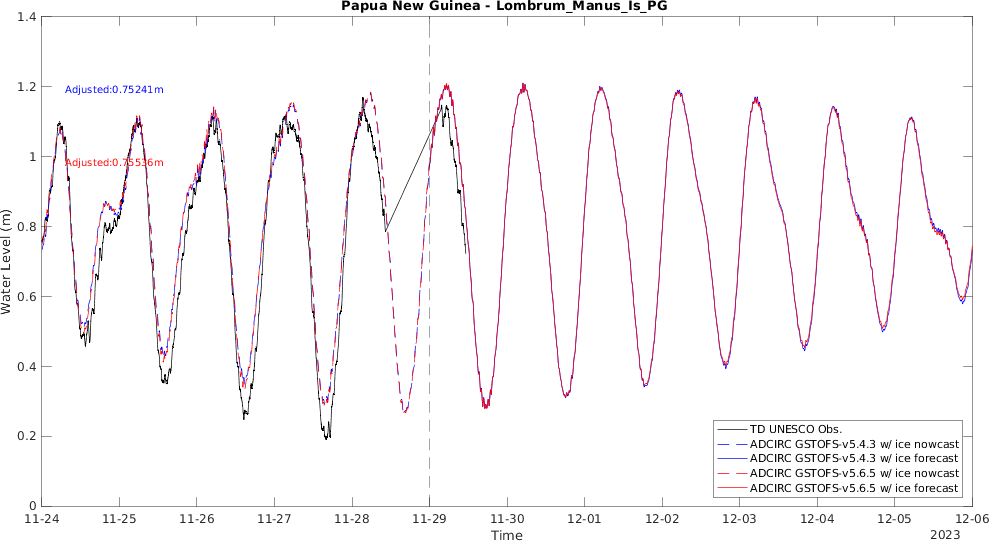 Papua New Guinea - Lombrum_Manus_Is_PG
1.4
1.2
1
0.8
0.6
0.4
0.2
0
Water Level (m)
Adjusted:0.75241m
Adjusted:0.75536m
TD UNESCO Obs.
ADCIRC GSTOFS-v5.4.3 w/ ice nowcast
ADCIRC GSTOFS-v5.4.3 w/ ice forecast
ADCIRC GSTOFS-v5.6.5 w/ ice nowcast
ADCIRC GSTOFS-v5.6.5 w/ ice forecast
11-24 11-25 11-26 11-27 11-28 11-29 11-30 12-01 12-02 12-03 12-04 12-05 12-06
Time 2023